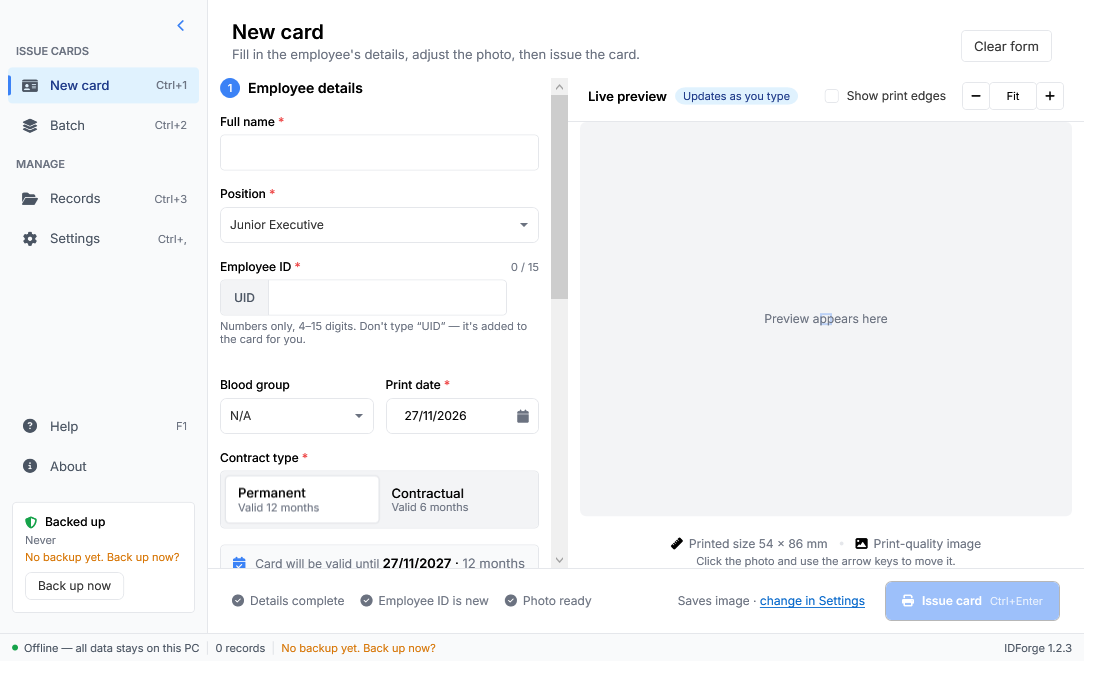 ISSUE CARDS
New card Ctrl+1
Batch Ctrl+2
MANAGE
Records Ctrl+3
Settings Ctrl+,
Help F1
About
Backed up
Never
No backup yet. Back up now?
Back up now
New card
Fill in the employee's details, adjust the photo, then issue the card.
Clear form
1 Employee details
Full name *
Position *
Junior Executive
Employee ID * 0 / 15
UID
Numbers only, 4–15 digits. Don't type “UID” — it's added to
the card for you.
Blood group Print date *
N/A 27/11/2026
Contract type *
Permanent Contractual
Valid 12 months Valid 6 months
Card will be valid until 27/11/2027 · 12 months
Live preview Updates as you type Show print edges − Fit +
Preview appears here
Printed size 54 × 86 mm Print-quality image
Click the photo and use the arrow keys to move it.
Details complete Employee ID is new Photo ready
Saves image · change in Settings Issue card Ctrl+Enter
Offline — all data stays on this PC 0 records No backup yet. Back up now? IDForge 1.2.3